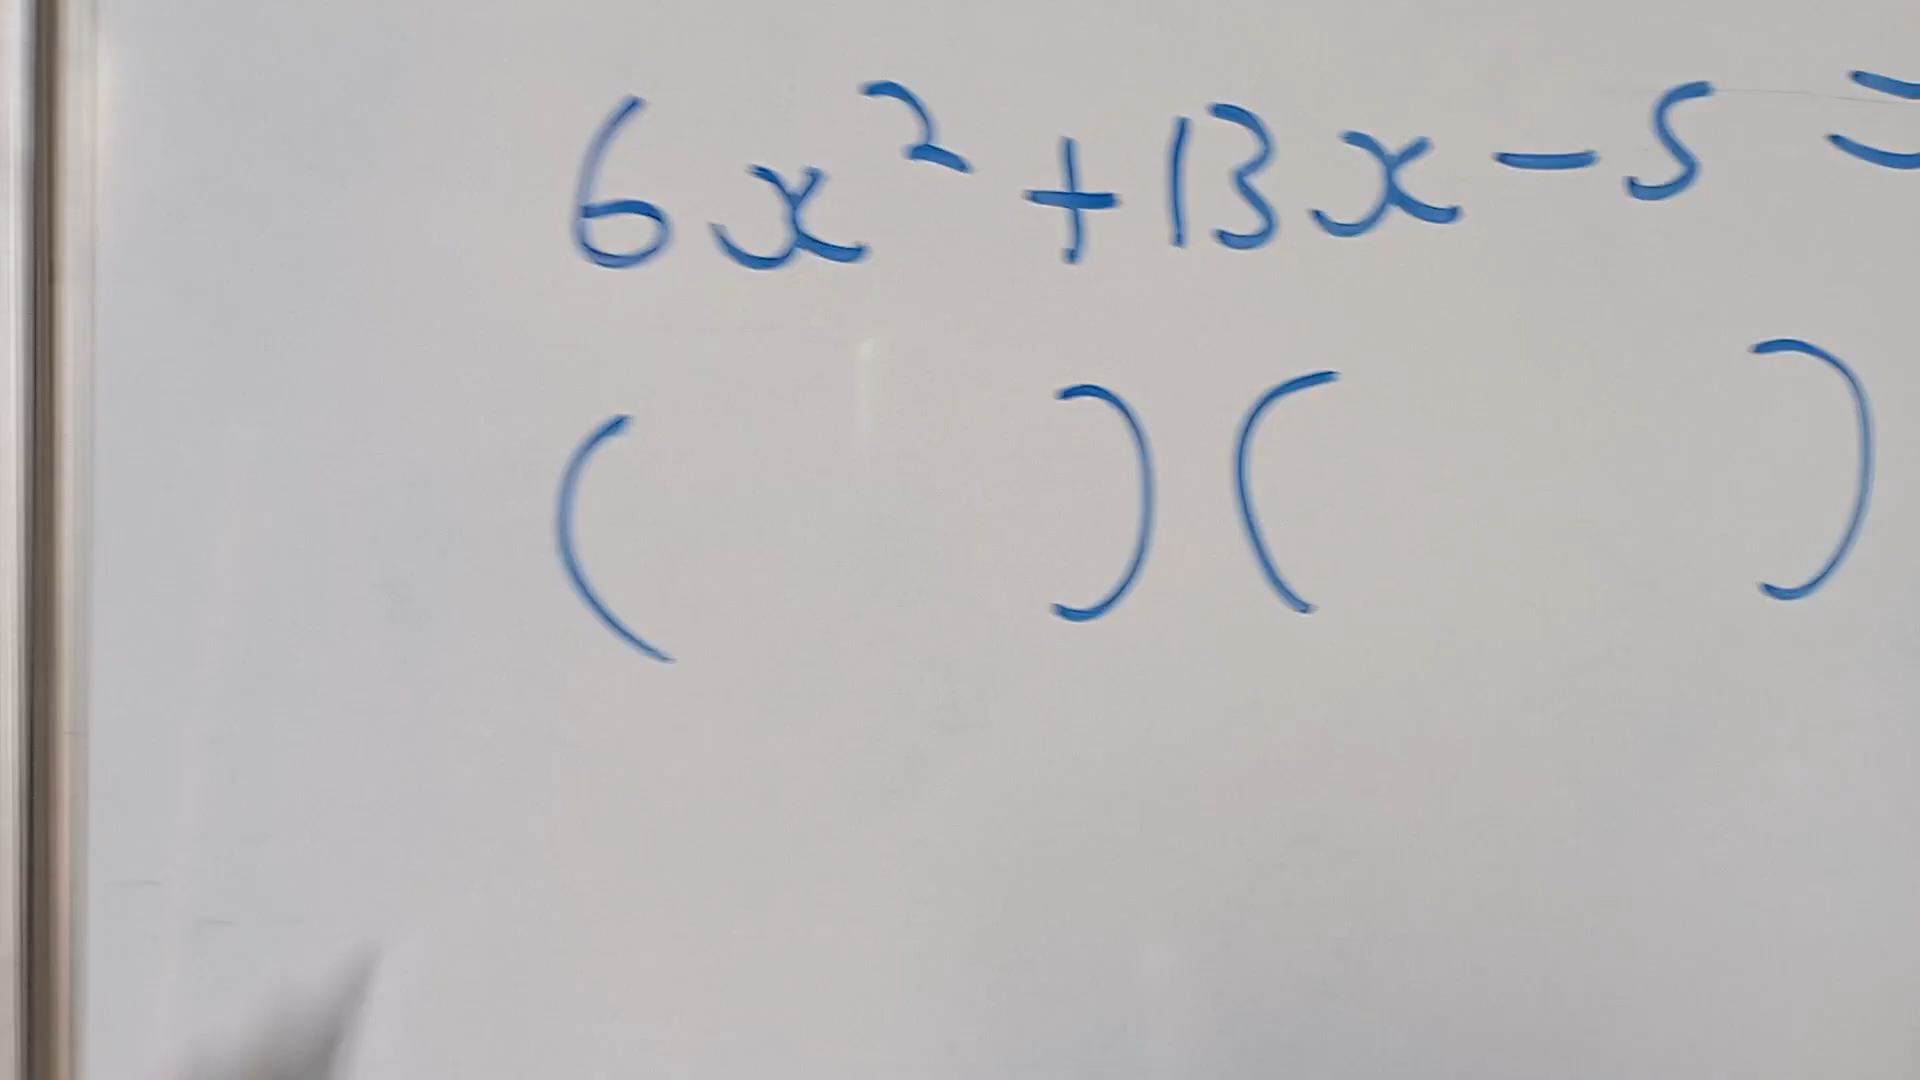 6x² + 13x - 5 =
( ) ( )